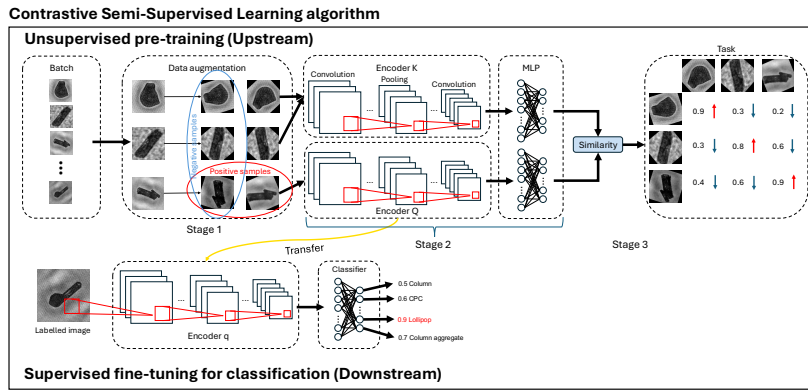 Contrastive Semi-Supervised Learning algorithm
Unsupervised pre-training (Upstream)
Batch
Data augmentation
Negative samples
Positive samples
Stage 1
Encoder K
Convolution
Pooling
Convolution
...
...
Encoder Q
...
...
MLP
Stage 2
Similarity
Stage 3
Task
0.9 0.3 0.2
0.3 0.8 0.6
0.4 0.6 0.9
Transfer
Labelled image
...
...
Encoder q
Classifier
0.5 Column
0.6 CPC
0.9 Lollipop
0.7 Column aggregate
Supervised fine-tuning for classification (Downstream)